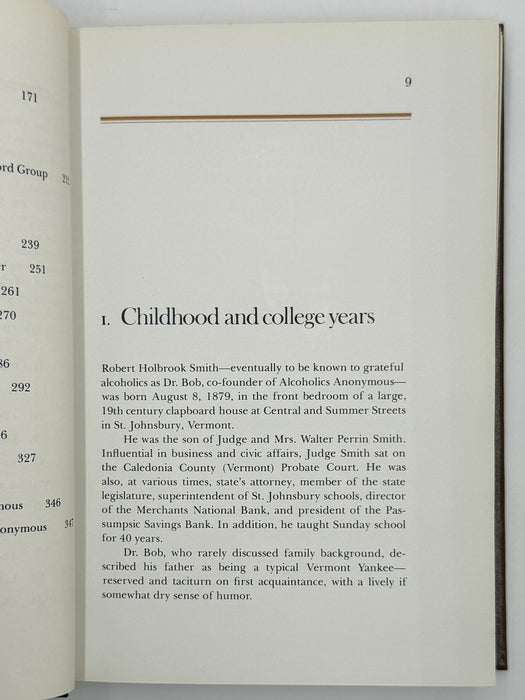 171
ord Group 212
239
r 251
261
270
86
292
6
327
nous 346
onymous 347
9
I. Childhood and college years
Robert Holbrook Smith—eventually to be known to grateful
alcoholics as Dr. Bob, co-founder of Alcoholics Anonymous—
was born August 8, 1879, in the front bedroom of a large,
19th century clapboard house at Central and Summer Streets
in St. Johnsbury, Vermont.
He was the son of Judge and Mrs. Walter Perrin Smith.
Influential in business and civic affairs, Judge Smith sat on
the Caledonia County (Vermont) Probate Court. He was
also, at various times, state's attorney, member of the state
legislature, superintendent of St. Johnsbury schools, director
of the Merchants National Bank, and president of the Pas-
sumpsic Savings Bank. In addition, he taught Sunday school
for 40 years.
Dr. Bob, who rarely discussed family background, de-
scribed his father as being a typical Vermont Yankee—
reserved and taciturn on first acquaintance, with a lively if
somewhat dry sense of humor.